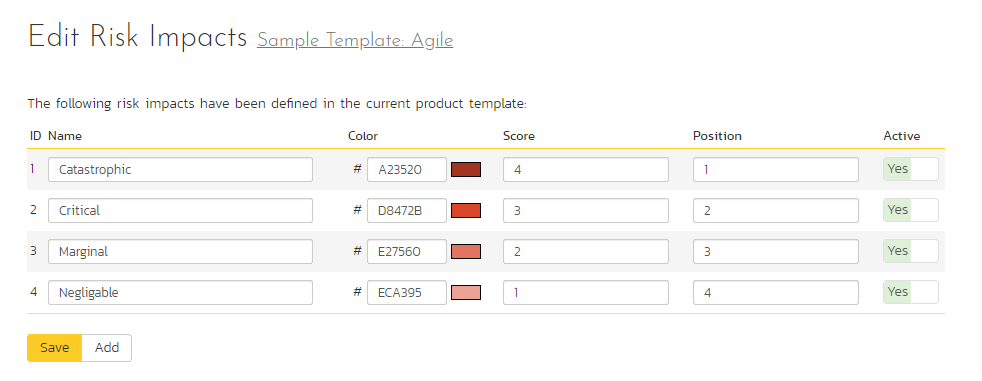 Edit Risk Impacts Sample Template: Agile
The following risk impacts have been defined in the current product template:
ID Name Color Score Position Active
1 Catastrophic # A23520 4 1 Yes
2 Critical # D8472B 3 2 Yes
3 Marginal # E27560 2 3 Yes
4 Negligable # ECA395 1 4 Yes
Save Add